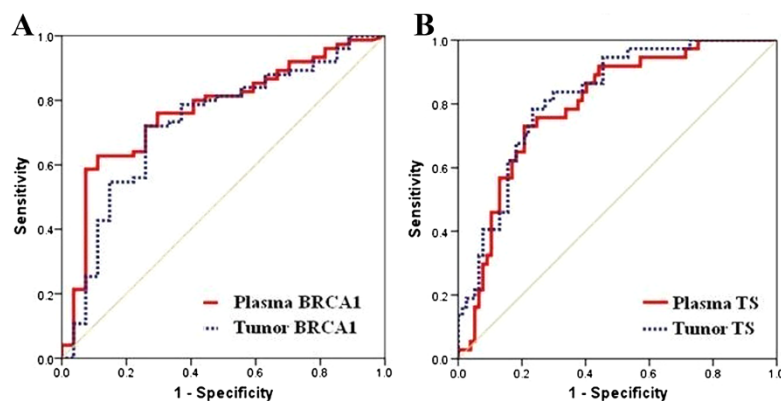 A
Sensitivity
1.0
0.8
0.6
0.4
0.2
0.0
0.0 0.2 0.4 0.6 0.8 1.0
1 - Specificity
Plasma BRCA1
Tumor BRCA1
B
Sensitivity
1.0
0.8
0.6
0.4
0.2
0.0
0.0 0.2 0.4 0.6 0.8 1.0
1 - Specificity
Plasma TS
Tumor TS